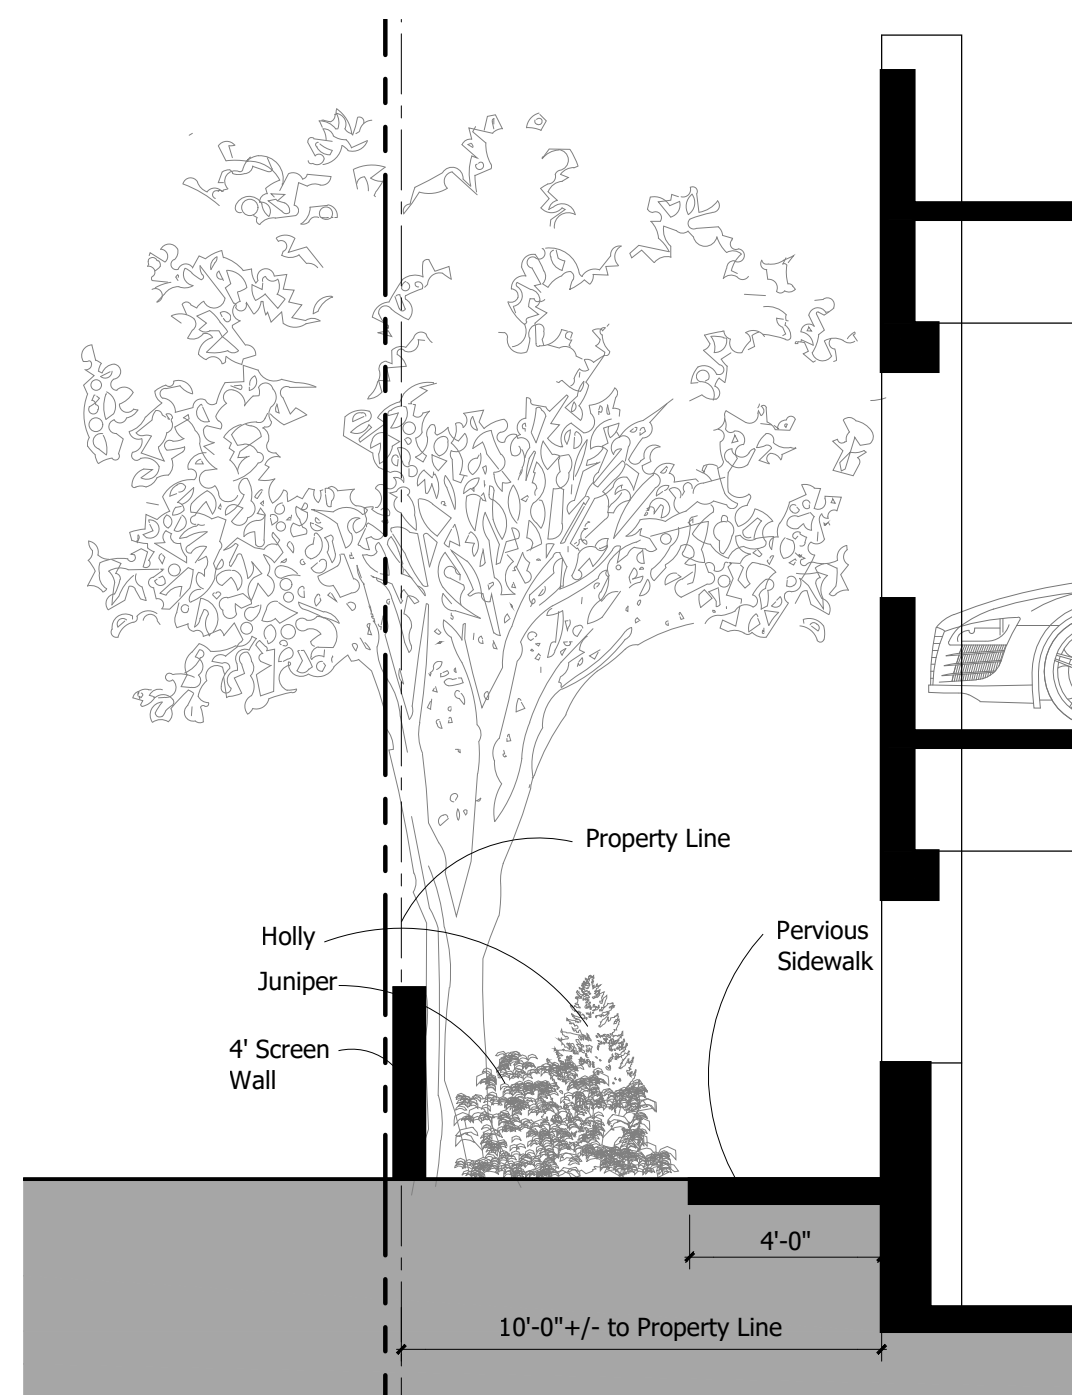 Property Line
Holly
Pervious
Sidewalk
Juniper
4' Screen
Wall
4'-0"
10'-0"+/- to Property Line